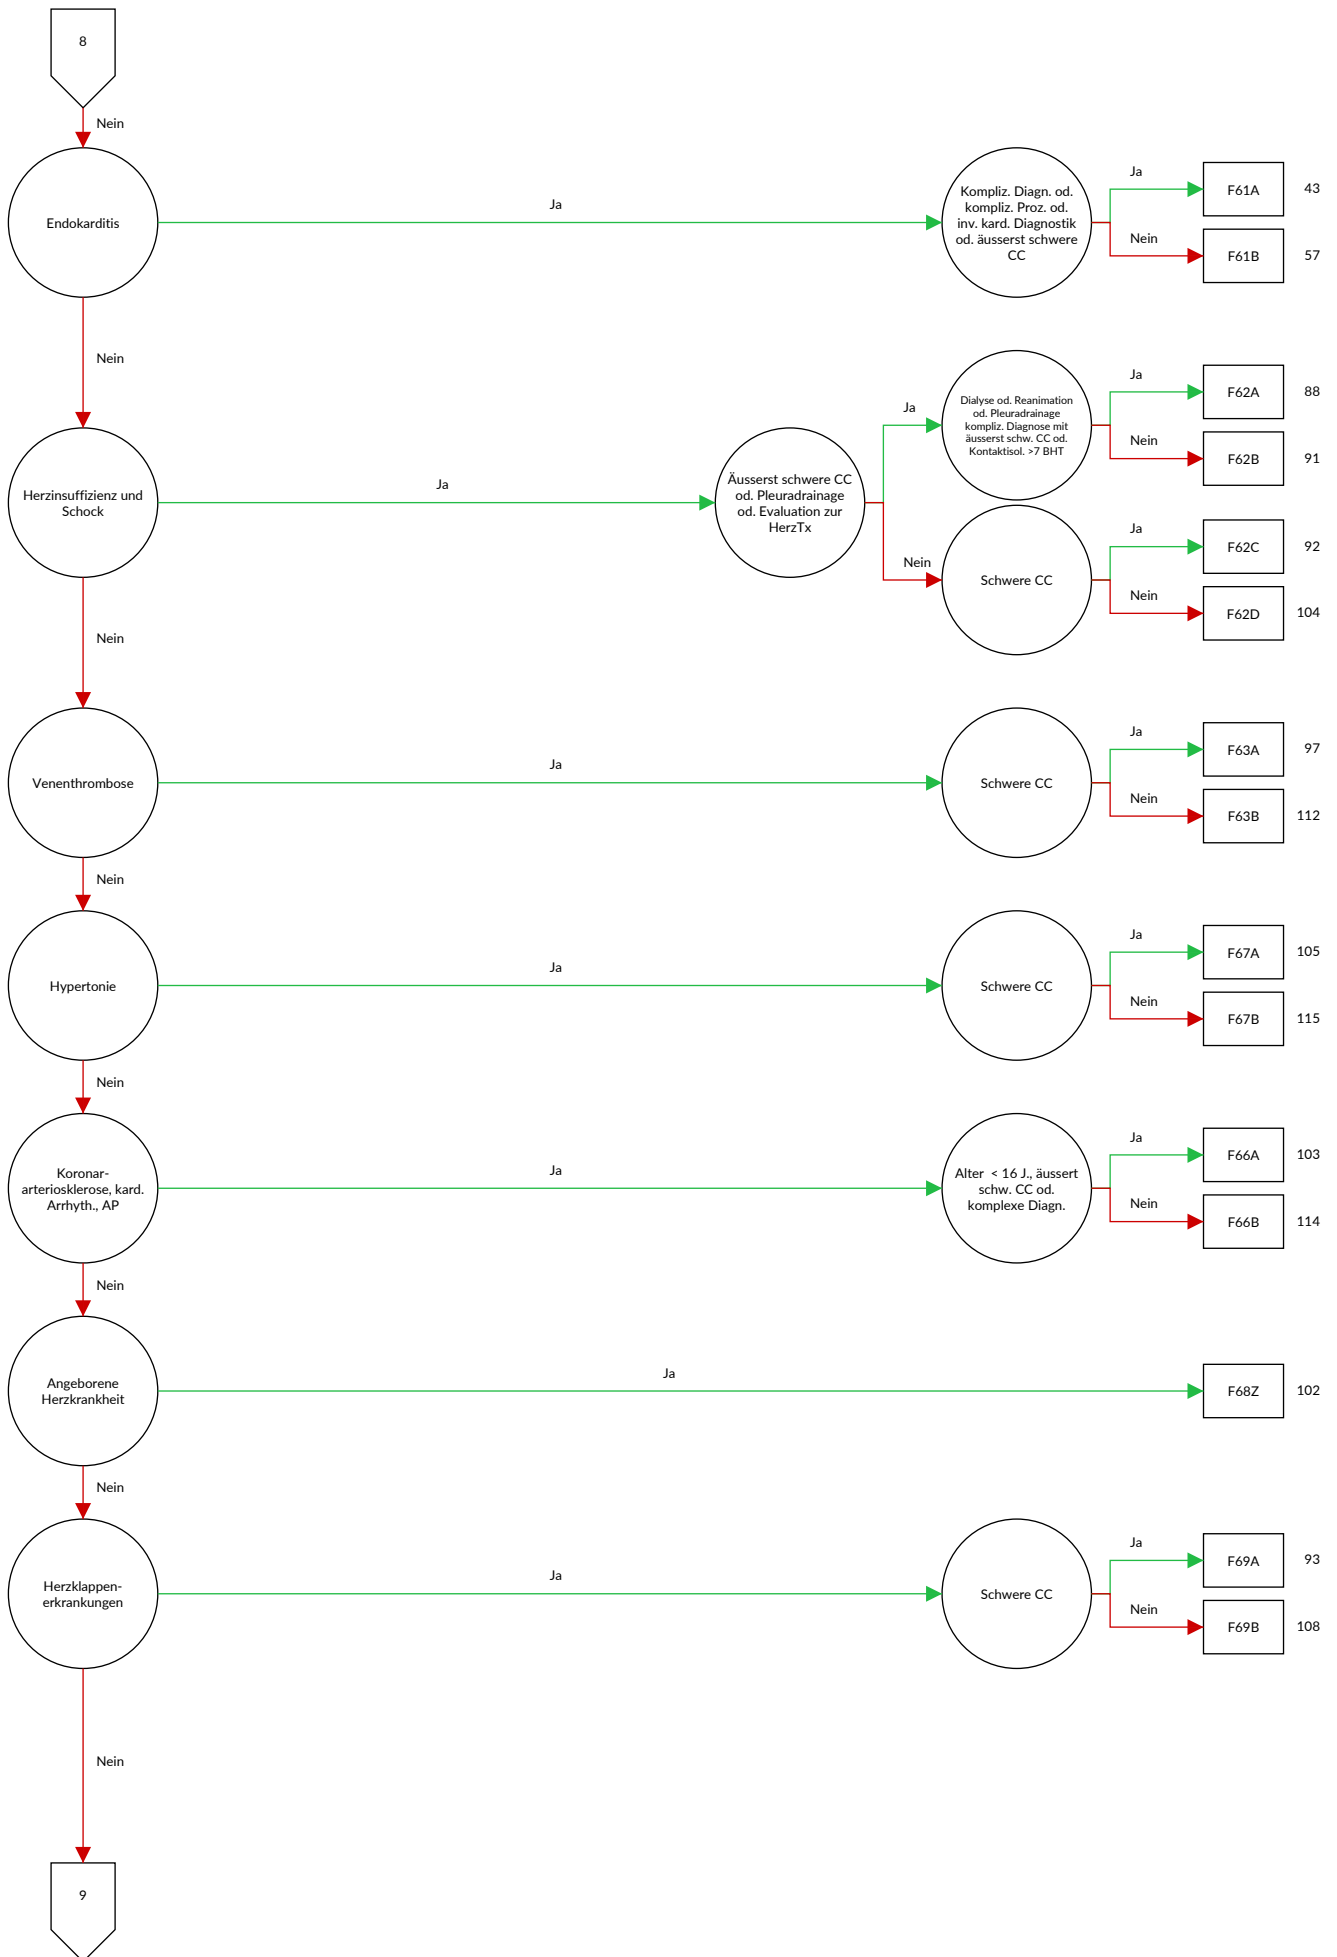 8
Nein
Endokarditis
Ja
Kompliz. Diagn. od.
kompliz. Proz. od.
inv. kard. Diagnostik
od. äusserst schwere
CC
Ja
F61A
43
Nein
F61B
57
Nein
Herzinsuffizienz und
Schock
Ja
Äusserst schwere CC
od. Pleuradrainage
od. Evaluation zur
HerzTx
Ja
Dialyse od. Reanimation
od. Pleuradrainage
kompliz. Diagnose mit
äusserst schw. CC od.
Kontaktisol. >7 BHT
Ja
F62A
88
Nein
F62B
91
Nein
Schwere CC
Ja
F62C
92
Nein
F62D
104
Nein
Venenthrombose
Ja
Schwere CC
Ja
F63A
97
Nein
F63B
112
Nein
Hypertonie
Ja
Schwere CC
Ja
F67A
105
Nein
F67B
115
Nein
Koronar-
arteriosklerose, kard.
Arrhyth., AP
Ja
Alter < 16 J., äussert
schw. CC od.
komplexe Diagn.
Ja
F66A
103
Nein
F66B
114
Nein
Angeborene
Herzkrankheit
Ja
F68Z
102
Nein
Herzklappen-
erkrankungen
Ja
Schwere CC
Ja
F69A
93
Nein
F69B
108
Nein
9